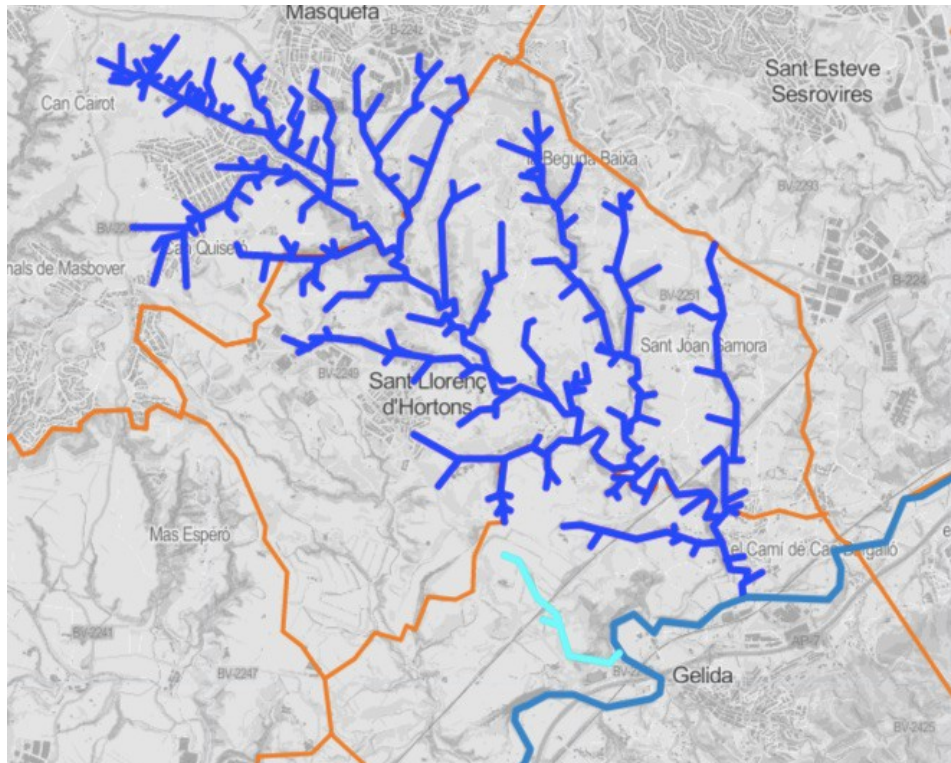 Masquefa
BV-2242
Sant Esteve
Sesrovires
Can Cairot
la Beguda Baixa
BV-2293
Can Quiseró
nals de Masbover
B-224
BV-2251
Sant Joan Samora
BV-2249
Sant Llorenç
d'Hortons
Mas Esperó
el Camí de Can Bargalló
BV-2241
AP-7
BV-2247
Gelida
BV-2425